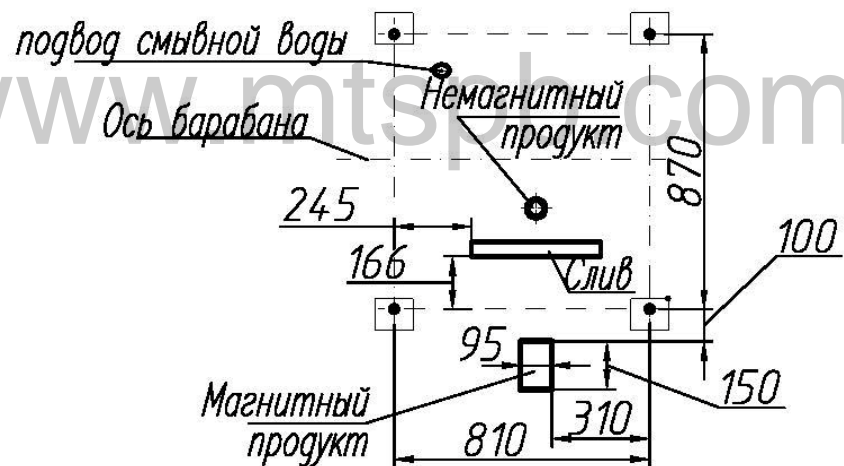 подвод смывной воды
www.mtspb.com
Немагнитный
продукт
Ось барабана
870
245
100
166
Слив
95
150
Магнитный
продукт
310
810